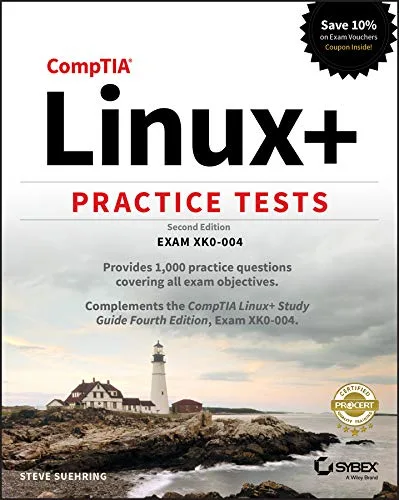 Save 10%
on Exam Vouchers
Coupon Inside!
CompTIA®
Linux+
PRACTICE TESTS
Second Edition
EXAM XK0-004
Provides 1,000 practice questions
covering all exam objectives.
Complements the CompTIA Linux+ Study
Guide Fourth Edition, Exam XK0-004.
CERTIFIED
PROCERT
STEVE SUEHRING
SYBEX
A Wiley Brand